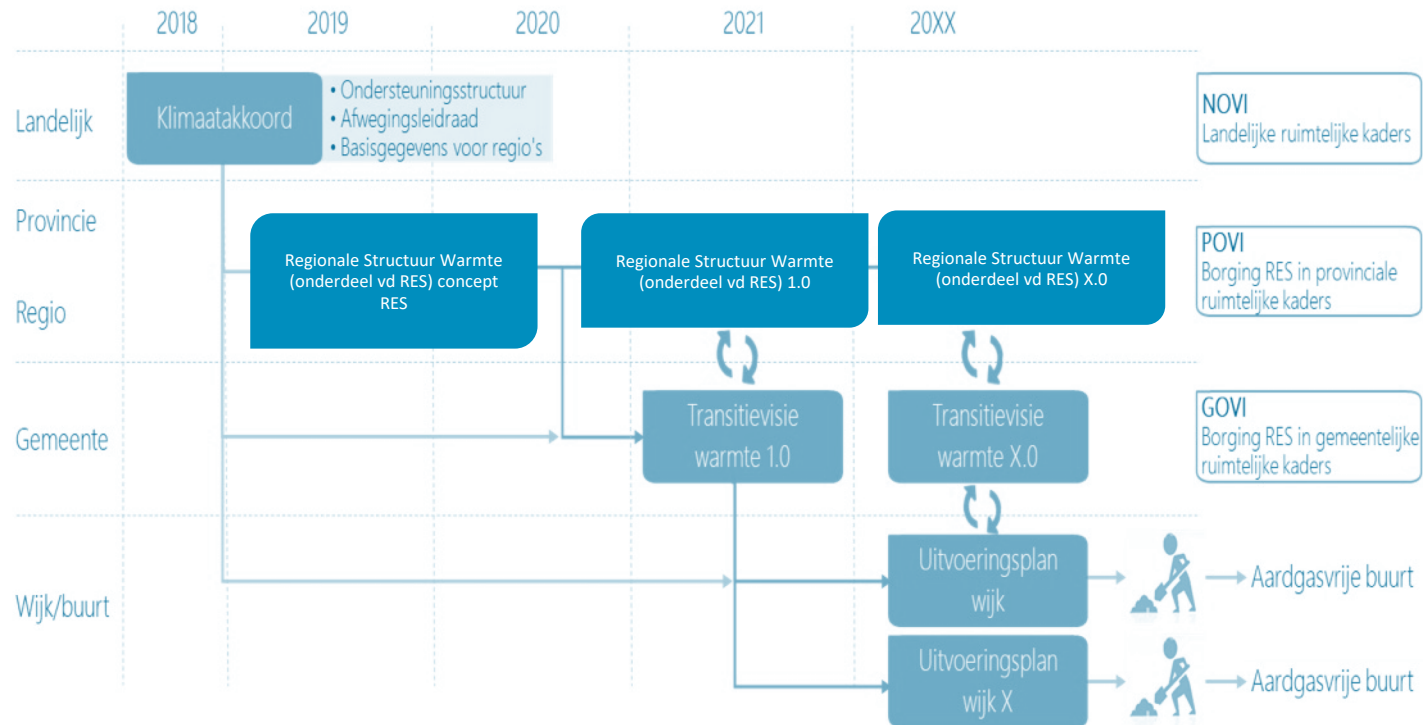 2018
2019
2020
2021
20XX
Landelijk
Klimaatakkoord
• Ondersteuningsstructuur
• Afwegingsleidraad
• Basisgegevens voor regio's
NOVI
Landelijke ruimtelijke kaders
Provincie
Regio
Regionale Structuur Warmte
(onderdeel vd RES) concept
RES
Regionale Structuur Warmte
(onderdeel vd RES) 1.0
Regionale Structuur Warmte
(onderdeel vd RES) X.0
POVI
Borging RES in provinciale
ruimtelijke kaders
Gemeente
Transitievisie
warmte 1.0
Transitievisie
warmte X.0
GOVI
Borging RES in gemeentelijke
ruimtelijke kaders
Wijk/buurt
Uitvoeringsplan
wijk
Aardgasvrije buurt
Uitvoeringsplan
wijk X
Aardgasvrije buurt